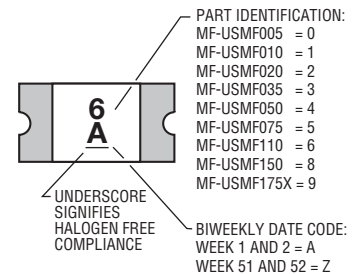 PART IDENTIFICATION:
MF-USMF005 = 0
MF-USMF010 = 1
MF-USMF020 = 2
MF-USMF035 = 3
MF-USMF050 = 4
MF-USMF075 = 5
MF-USMF110 = 6
MF-USMF150 = 8
MF-USMF175X = 9
6
A
UNDERSCORE
SIGNIFIES
HALOGEN FREE
COMPLIANCE
BIWEEKLY DATE CODE:
WEEK 1 AND 2 = A
WEEK 51 AND 52 = Z